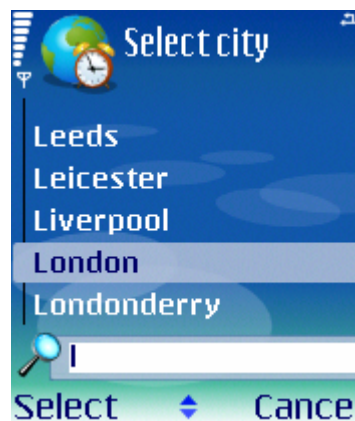 Select city
Leeds
Leicester
Liverpool
London
Londonderry
l
Select Cance